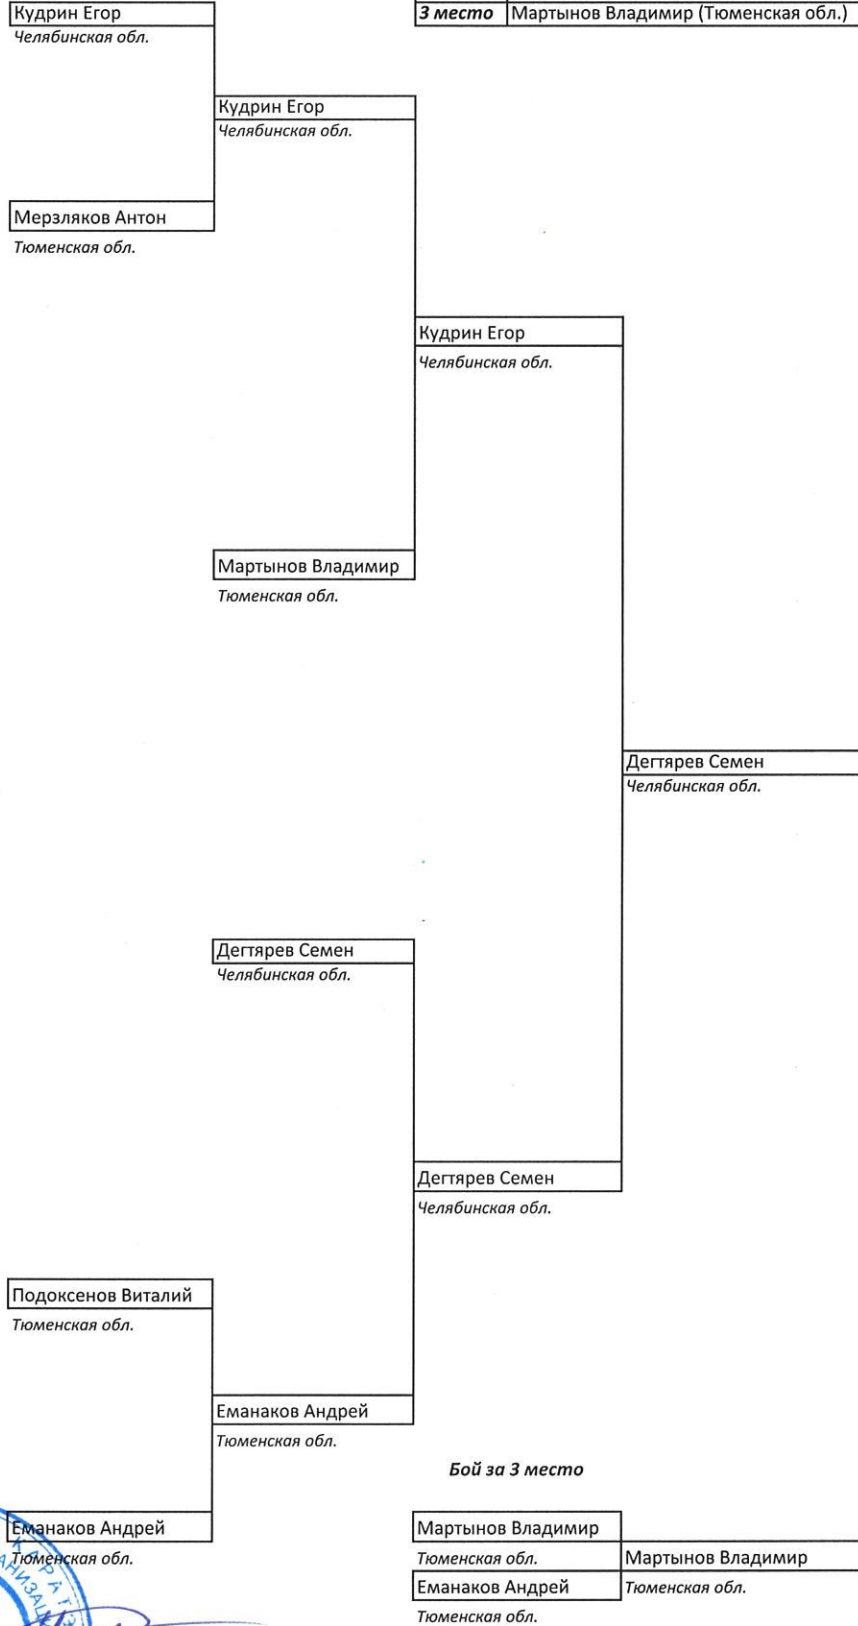 Кудрин Егор
Челябинская обл.
3 место Мартынов Владимир (Тюменская обл.)
Кудрин Егор
Челябинская обл.
Мерзляков Антон
Тюменская обл.
Кудрин Егор
Челябинская обл.
Мартынов Владимир
Тюменская обл.
Дегтярев Семен
Челябинская обл.
Дегтярев Семен
Челябинская обл.
Дегтярев Семен
Челябинская обл.
Подоксенов Виталий
Тюменская обл.
Еманаков Андрей
Тюменская обл.
Бой за 3 место
Еманаков Андрей
Тюменская обл.
Мартынов Владимир
Тюменская обл.
Мартынов Владимир
Тюменская обл.
Еманаков Андрей
Тюменская обл.